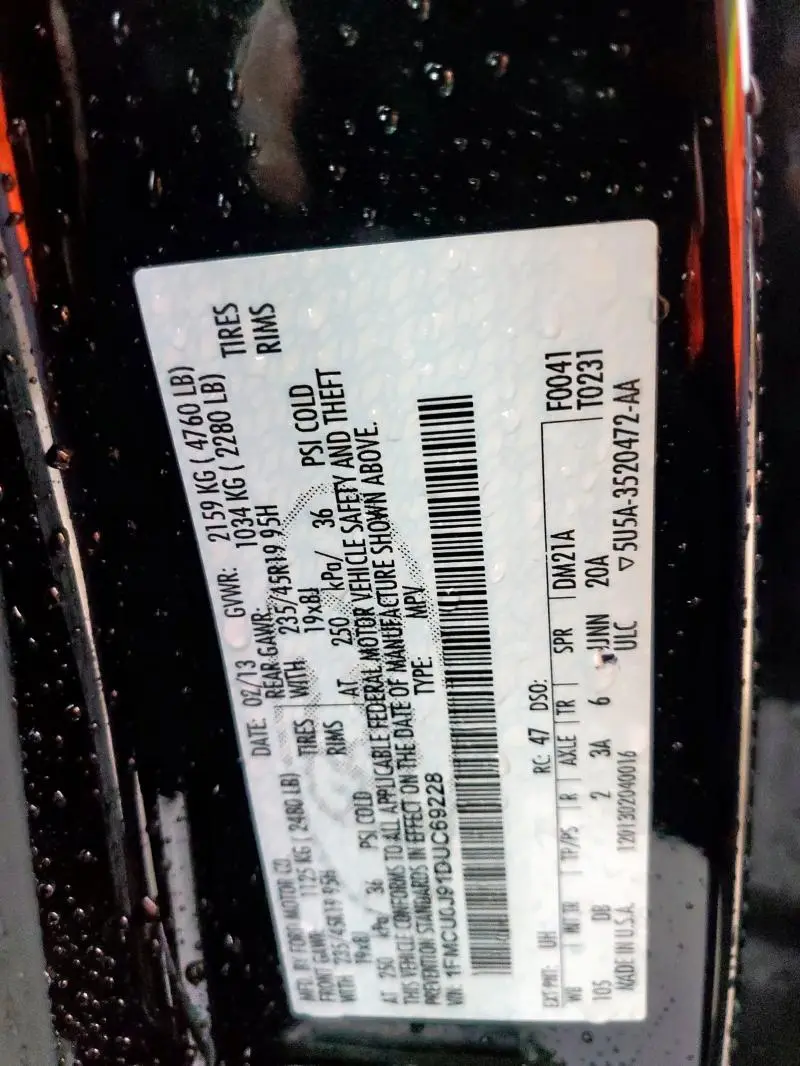 MFD. BY FORD MOTOR CO.
DATE: 02/13 GVWR: 2159 KG ( 4760 LB)
FRONT GAWR: 1125 KG ( 2480 LB) REAR GAWR: 1034 KG ( 2280 LB)
WITH 235/45R19 95H TIRES WITH 235/45R19 95H TIRES
19x8J RIMS 19x8J RIMS
AT 250 kPa/ 36 PSI COLD AT 250 kPa/ 36 PSI COLD
THIS VEHICLE CONFORMS TO ALL APPLICABLE FEDERAL MOTOR VEHICLE SAFETY AND THEFT
PREVENTION STANDARDS IN EFFECT ON THE DATE OF MANUFACTURE SHOWN ABOVE.
VIN: 1FMCU0J91DUC69228 TYPE: MPV
EXT PNT: UH RC: 47 DSO:
WB INT TR TP/PS R AXLE TR SPR DM21A F0041
105 DB 2 3A 6 UNN 20A T0231
MADE IN U.S.A. 1201302040016 ULC ▽5U5A-3520472-AA